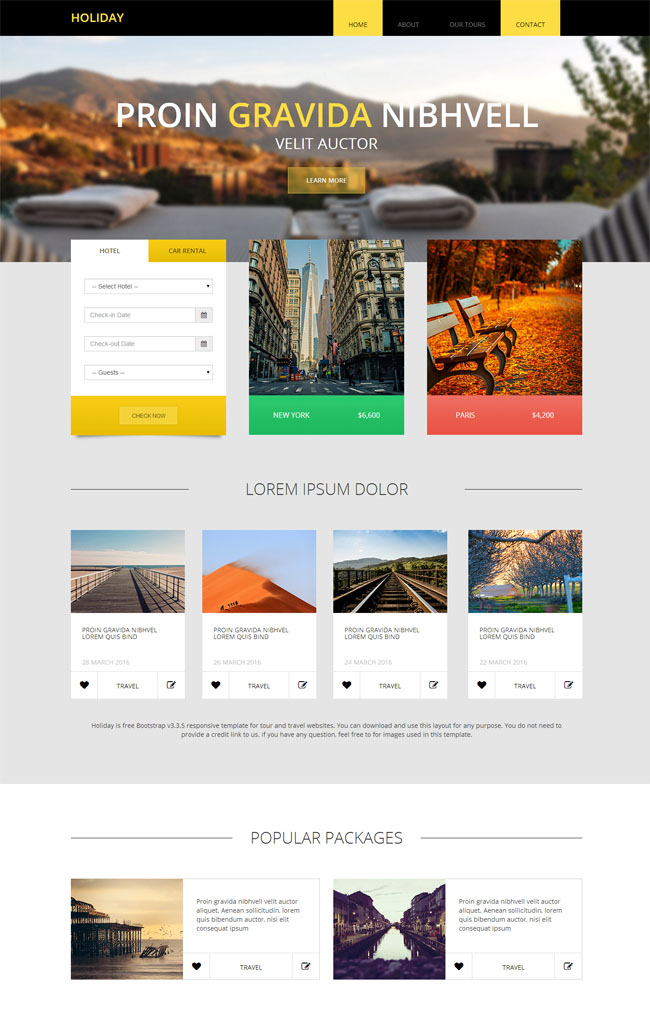 HOLIDAY
HOME
ABOUT
OUR TOURS
CONTACT
PROIN GRAVIDA NIBHVELL
VELIT AUCTOR
LEARN MORE
HOTEL
CAR RENTAL
-- Select Hotel --
Check-in Date
Check-out Date
-- Guests --
CHECK NOW
NEW YORK
$6,600
PARIS
$4,200
LOREM IPSUM DOLOR
PROIN GRAVIDA NIBHVEL
LOREM QUIS BIND
28 MARCH 2016
TRAVEL
PROIN GRAVIDA NIBHVEL
LOREM QUIS BIND
26 MARCH 2016
TRAVEL
PROIN GRAVIDA NIBHVEL
LOREM QUIS BIND
24 MARCH 2016
TRAVEL
PROIN GRAVIDA NIBHVEL
LOREM QUIS BIND
22 MARCH 2016
TRAVEL
Holiday is free Bootstrap v3.3.5 responsive template for tour and travel websites. You can download and use this layout for any purpose. You do not need to
provide a credit link to us. If you have any question, feel free to for images used in this template.
POPULAR PACKAGES
Proin gravida nibhvell velit auctor
aliquet. Aenean sollicitudin, lorem
quis bibendum auctor, nisi elit
consequat ipsum
TRAVEL
Proin gravida nibhvell velit auctor
aliquet. Aenean sollicitudin, lorem
quis bibendum auctor, nisi elit
consequat ipsum
TRAVEL